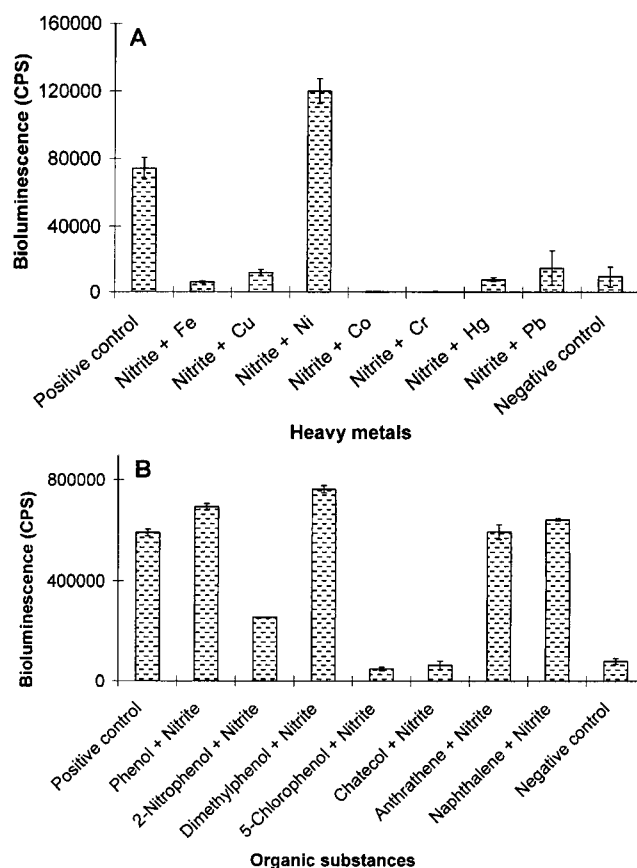 A
160000
120000
80000
40000
0
Bioluminescence (CPS)
Positive control
Nitrite + Fe
Nitrite + Cu
Nitrite + Ni
Nitrite + Co
Nitrite + Cr
Nitrite + Hg
Nitrite + Pb
Negative control
Heavy metals
B
800000
400000
0
Bioluminescence (CPS)
Positive control
Phenol + Nitrite
2-Nitrophenol + Nitrite
Dimethylphenol + Nitrite
5-Chlorophenol + Nitrite
Chatecol + Nitrite
Anthrathene + Nitrite
Naphthalene + Nitrite
Negative control
Organic substances